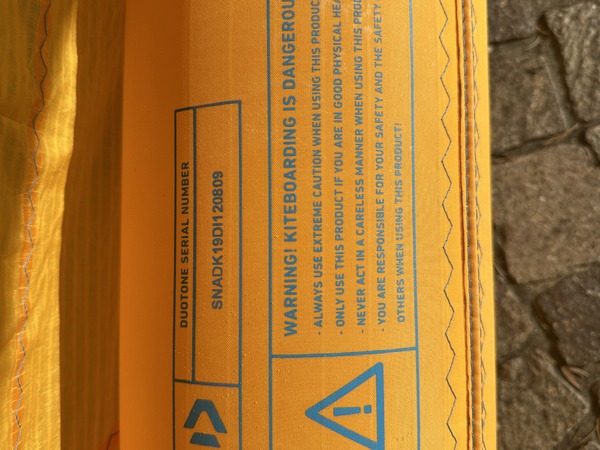 DUOTONE SERIAL NUMBER
SNADK19DI120809
WARNING! KITEBOARDING IS DANGEROU
- ALWAYS USE EXTREME CAUTION WHEN USING THIS PRODUC
- ONLY USE THIS PRODUCT IF YOU ARE IN GOOD PHYSICAL HEA
- NEVER ACT IN A CARELESS MANNER WHEN USING THIS PROD
- YOU ARE RESPONSIBLE FOR YOUR SAFETY AND THE SAFETY
OTHERS WHEN USING THIS PRODUCT!